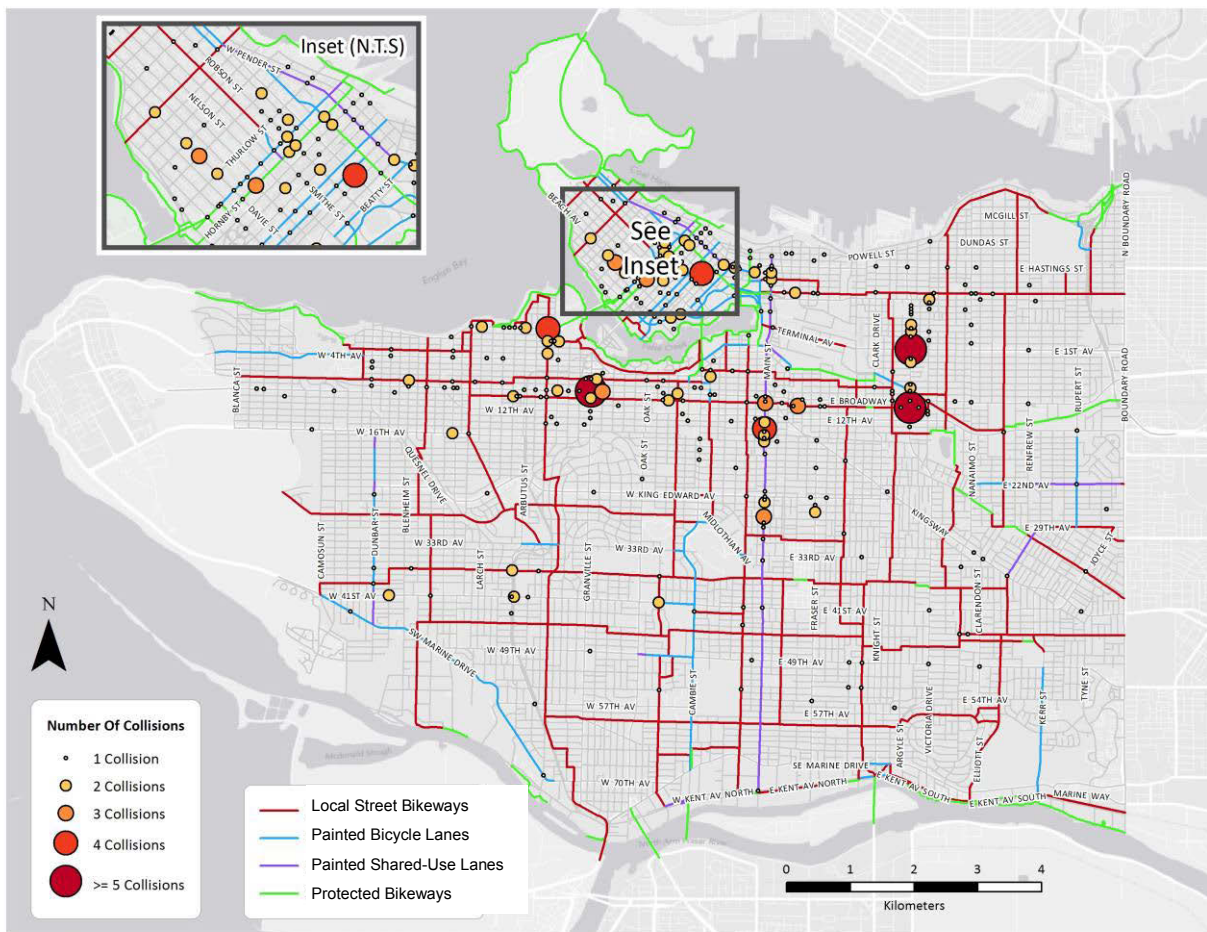 Inset (N.T.S)
W PENDER ST
ROBSON ST
NELSON ST
THURLOW ST
HORNBY ST
DAVIE ST
SMITHE ST
BEATTY ST
BEACH AV
See
Inset
English Bay
MCGILL ST
N BOUNDARY ROAD
DUNDAS ST
POWELL ST
E HASTINGS ST
TERMINAL AV
CLARK DRIVE
MAIN ST
E 1ST AV
W 4TH AV
BLANCA ST
RUPERT ST
BOUNDARY ROAD
E BROADWAY
W 12TH AV
OAK ST
E 12TH AV
W 16TH AV
RENFREW ST
QUESNEL DRIVE
OAK ST
NANAIMO ST
E 22ND AV
W KING EDWARD AV
ARBUTUS ST
BLENHEIM ST
DUNBAR ST
CAMOSUN ST
MIDLOTHIAN AV
KINGSWAY
E 29TH AV
JOYCE ST
W 33RD AV
W 33RD AV
E 33RD AV
LARCH ST
GRANVILLE ST
W 41ST AV
FRASER ST
E 41ST AV
CLARENDON ST
KNIGHT ST
SW MARINE DRIVE
W 49TH AV
E 49TH AV
CAMBIE ST
TYNE ST
KERR ST
E 54TH AV
W 57TH AV
E 57TH AV
ARGYLE ST
VICTORIA DRIVE
ELLIOTT ST
SE MARINE DRIVE
W 70TH AV
W KENT AV NORTH
E KENT AV NORTH
E KENT AV SOUTH
E KENT AV SOUTH
MARINE WAY
N
Number Of Collisions
1 Collision
2 Collisions
3 Collisions
4 Collisions
>= 5 Collisions
Local Street Bikeways
Painted Bicycle Lanes
Painted Shared-Use Lanes
Protected Bikeways
0 1 2 3 4
Kilometers